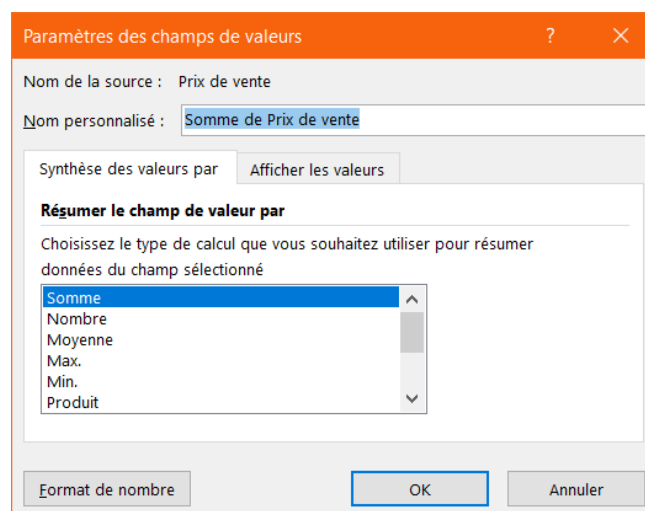 Paramètres des champs de valeurs ? ×
Nom de la source : Prix de vente
Nom personnalisé : Somme de Prix de vente
Synthèse des valeurs par Afficher les valeurs
Résumer le champ de valeur par
Choisissez le type de calcul que vous souhaitez utiliser pour résumer
données du champ sélectionné
Somme
Nombre
Moyenne
Max.
Min.
Produit
Format de nombre OK Annuler